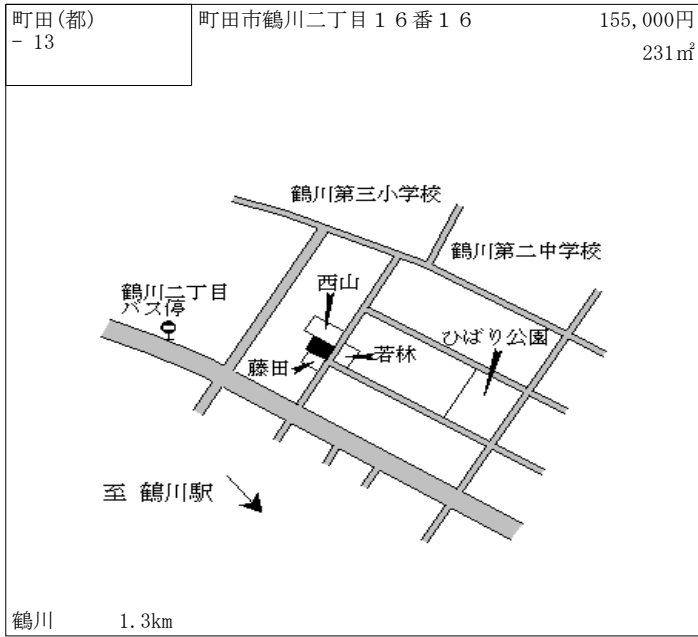 町田(都)
- 13
町田市鶴川二丁目１６番１６
155,000円
231㎡
鶴川第三小学校
鶴川第二中学校
西山
鶴川二丁目
バス停
ひばり公園
藤田
若林
至 鶴川駅
鶴川 1.3km